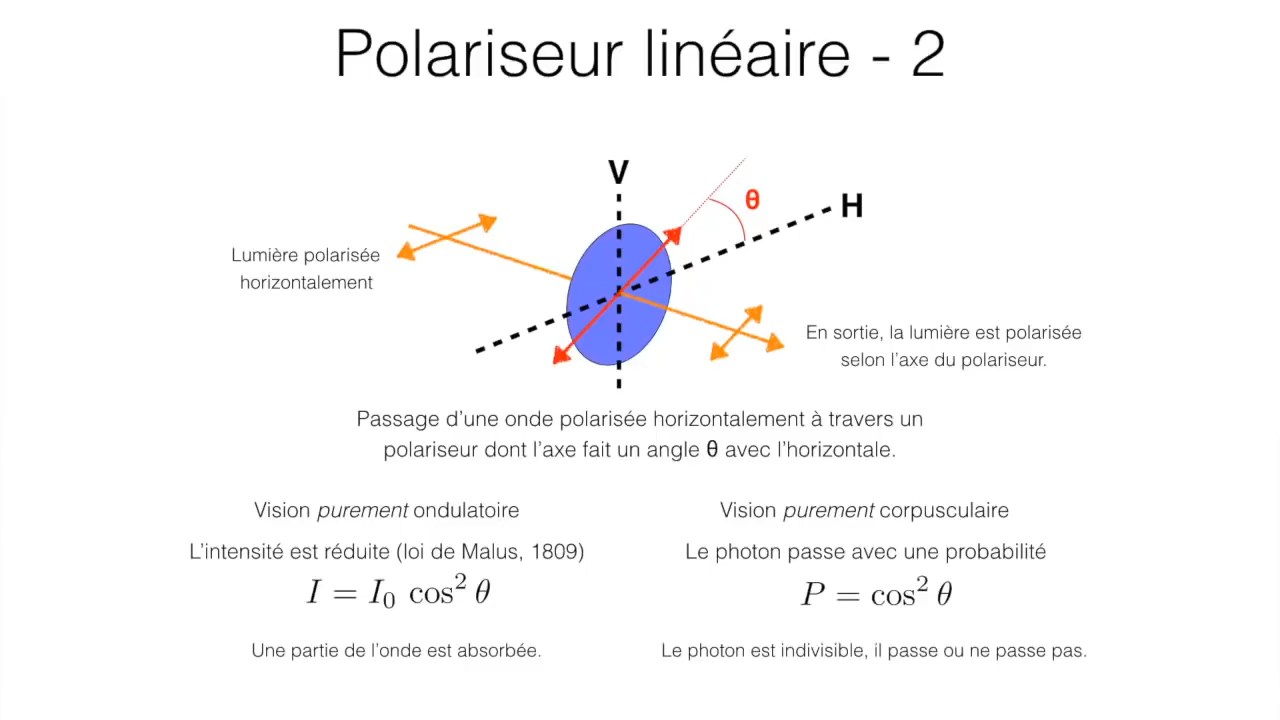 Polariseur linéaire - 2
V
θ
H
Lumière polarisée
horizontalement
En sortie, la lumière est polarisée
selon l'axe du polariseur.
Passage d'une onde polarisée horizontalement à travers un
polariseur dont l'axe fait un angle θ avec l'horizontale.
Vision purement ondulatoire
L'intensité est réduite (loi de Malus, 1809)
I = I₀ cos² θ
Une partie de l'onde est absorbée.
Vision purement corpusculaire
Le photon passe avec une probabilité
P = cos² θ
Le photon est indivisible, il passe ou ne passe pas.